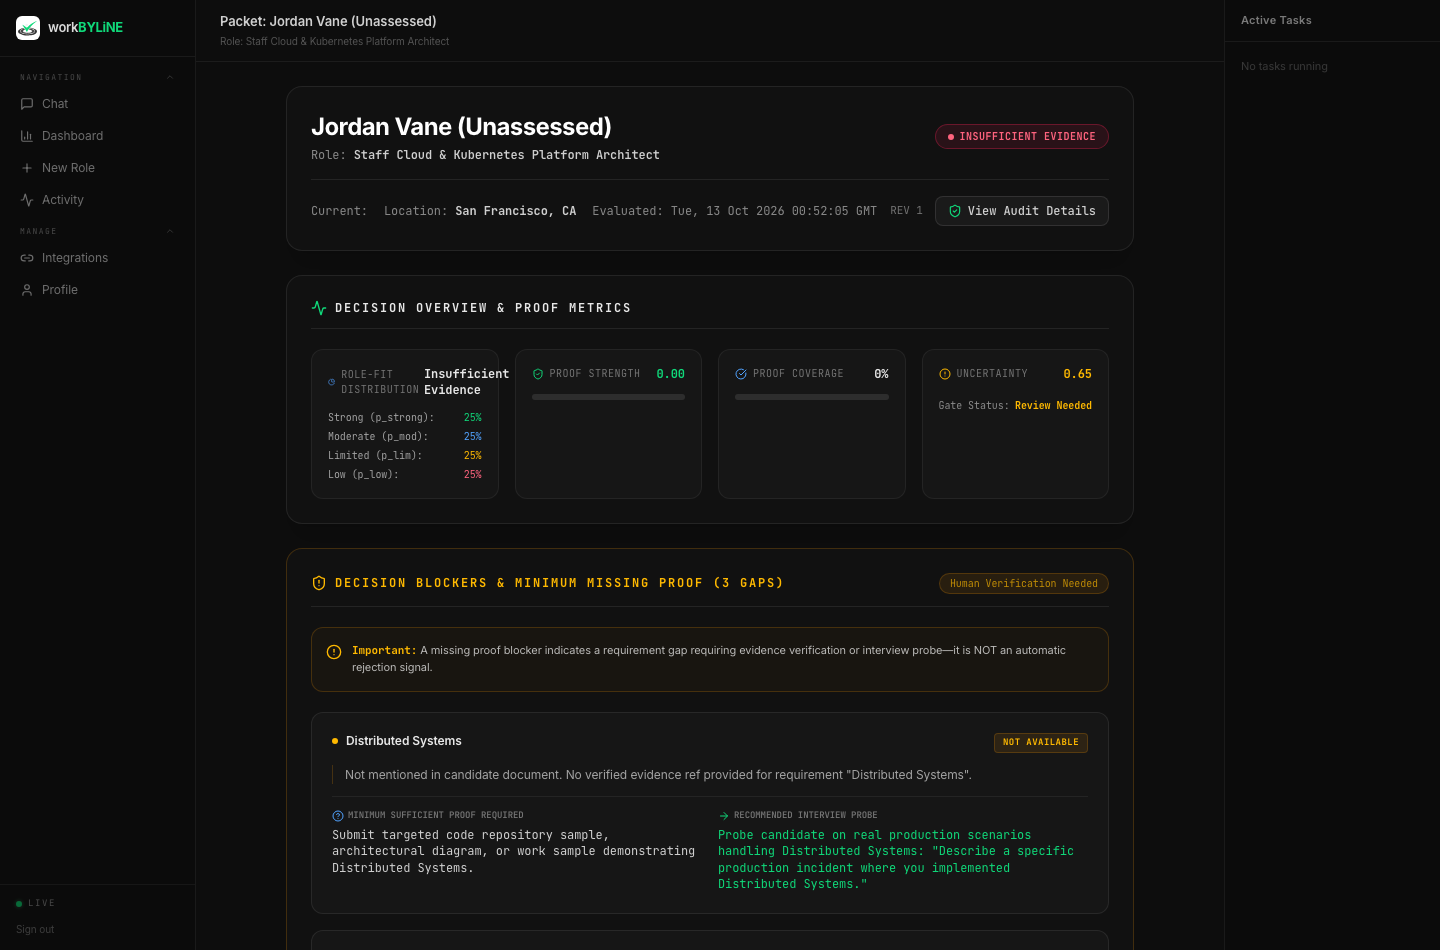 workBYLiNE
NAVIGATION
Chat
Dashboard
New Role
Activity
MANAGE
Integrations
Profile
LIVE
Sign out
Packet: Jordan Vane (Unassessed)
Role: Staff Cloud & Kubernetes Platform Architect
Jordan Vane (Unassessed)
Role: Staff Cloud & Kubernetes Platform Architect
INSUFFICIENT EVIDENCE
Current: Location: San Francisco, CA Evaluated: Tue, 13 Oct 2026 00:52:05 GMT REV 1
View Audit Details
DECISION OVERVIEW & PROOF METRICS
ROLE-FIT DISTRIBUTION
Insufficient Evidence
Strong (p_strong): 25%
Moderate (p_mod): 25%
Limited (p_lim): 25%
Low (p_low): 25%
PROOF STRENGTH 0.00
PROOF COVERAGE 0%
UNCERTAINTY 0.65
Gate Status: Review Needed
DECISION BLOCKERS & MINIMUM MISSING PROOF (3 GAPS)
Human Verification Needed
Important: A missing proof blocker indicates a requirement gap requiring evidence verification or interview probe—it is NOT an automatic
rejection signal.
Distributed Systems
NOT AVAILABLE
Not mentioned in candidate document. No verified evidence ref provided for requirement "Distributed Systems".
MINIMUM SUFFICIENT PROOF REQUIRED
Submit targeted code repository sample,
architectural diagram, or work sample demonstrating
Distributed Systems.
RECOMMENDED INTERVIEW PROBE
Probe candidate on real production scenarios
handling Distributed Systems: "Describe a specific
production incident where you implemented
Distributed Systems."
Active Tasks
No tasks running